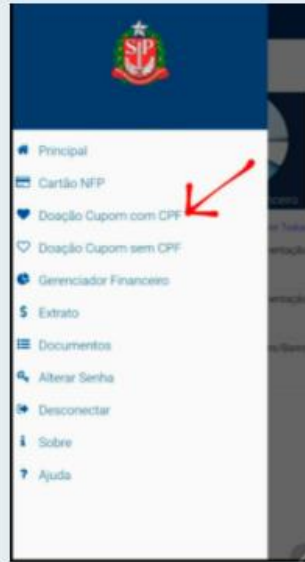 SP
Principal
Cartão NFP
Doação Cupom com CPF
Doação Cupom sem CPF
Gerenciador Financeiro
$ Extrato
Documentos
Alterar Senha
Desconectar
i Sobre
? Ajuda